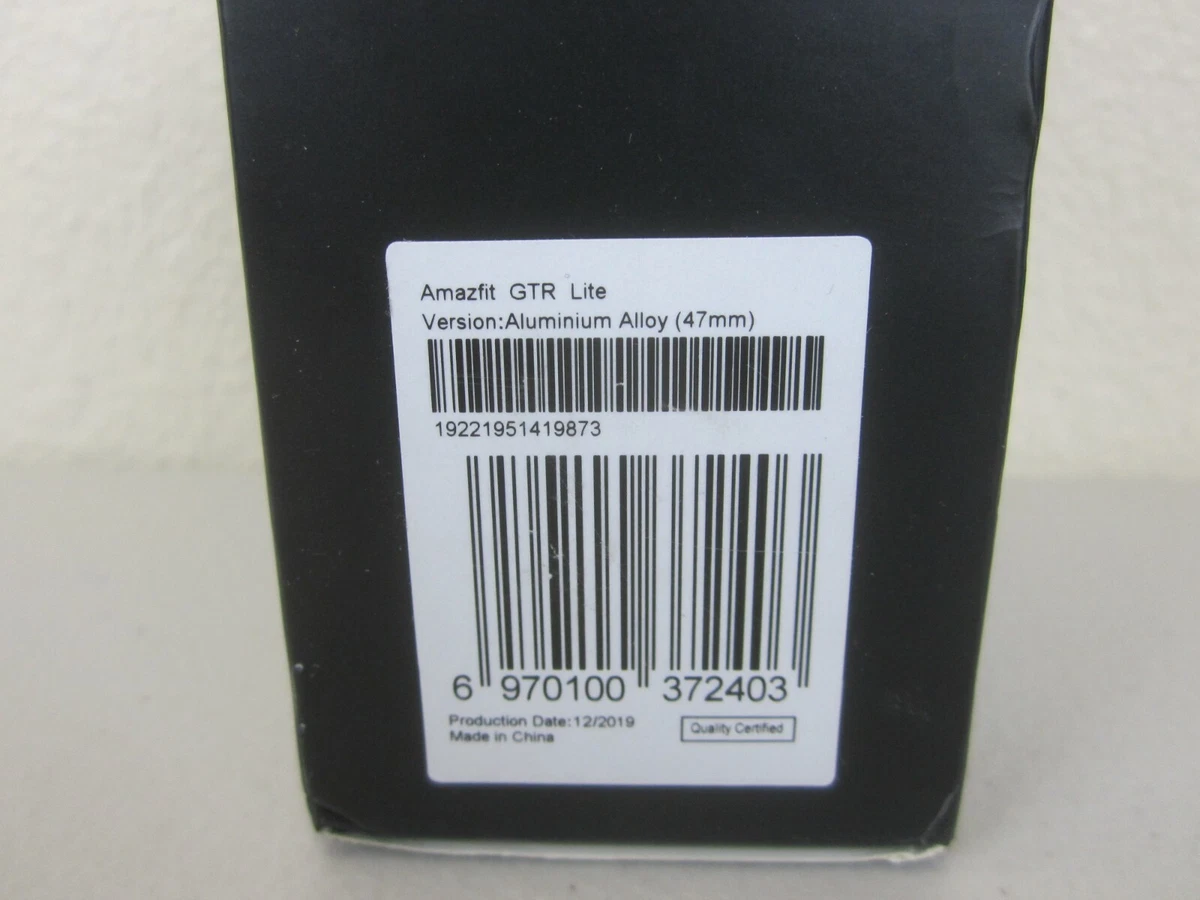 Amazfit GTR Lite
Version:Aluminium Alloy (47mm)
19221951419873
6 970100 372403
Production Date:12/2019
Made in China
Quality Certified